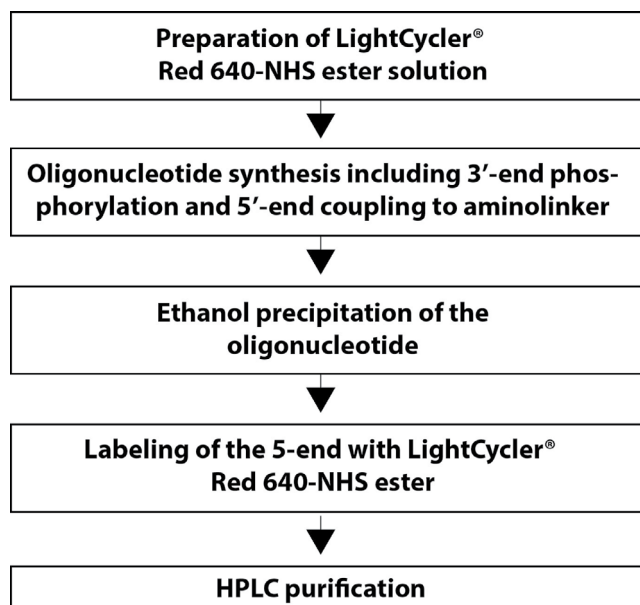 Preparation of LightCycler®
Red 640-NHS ester solution
Oligonucleotide synthesis including 3′-end phos-
phorylation and 5′-end coupling to aminolinker
Ethanol precipitation of the
oligonucleotide
Labeling of the 5-end with LightCycler®
Red 640-NHS ester
HPLC purification